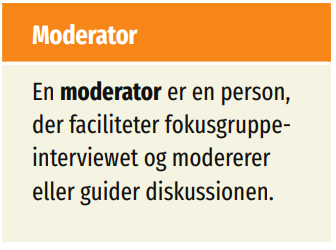 Moderator
En moderator er en person,
der faciliteter fokusgruppe-
interviewet og modererer
eller guider diskussionen.